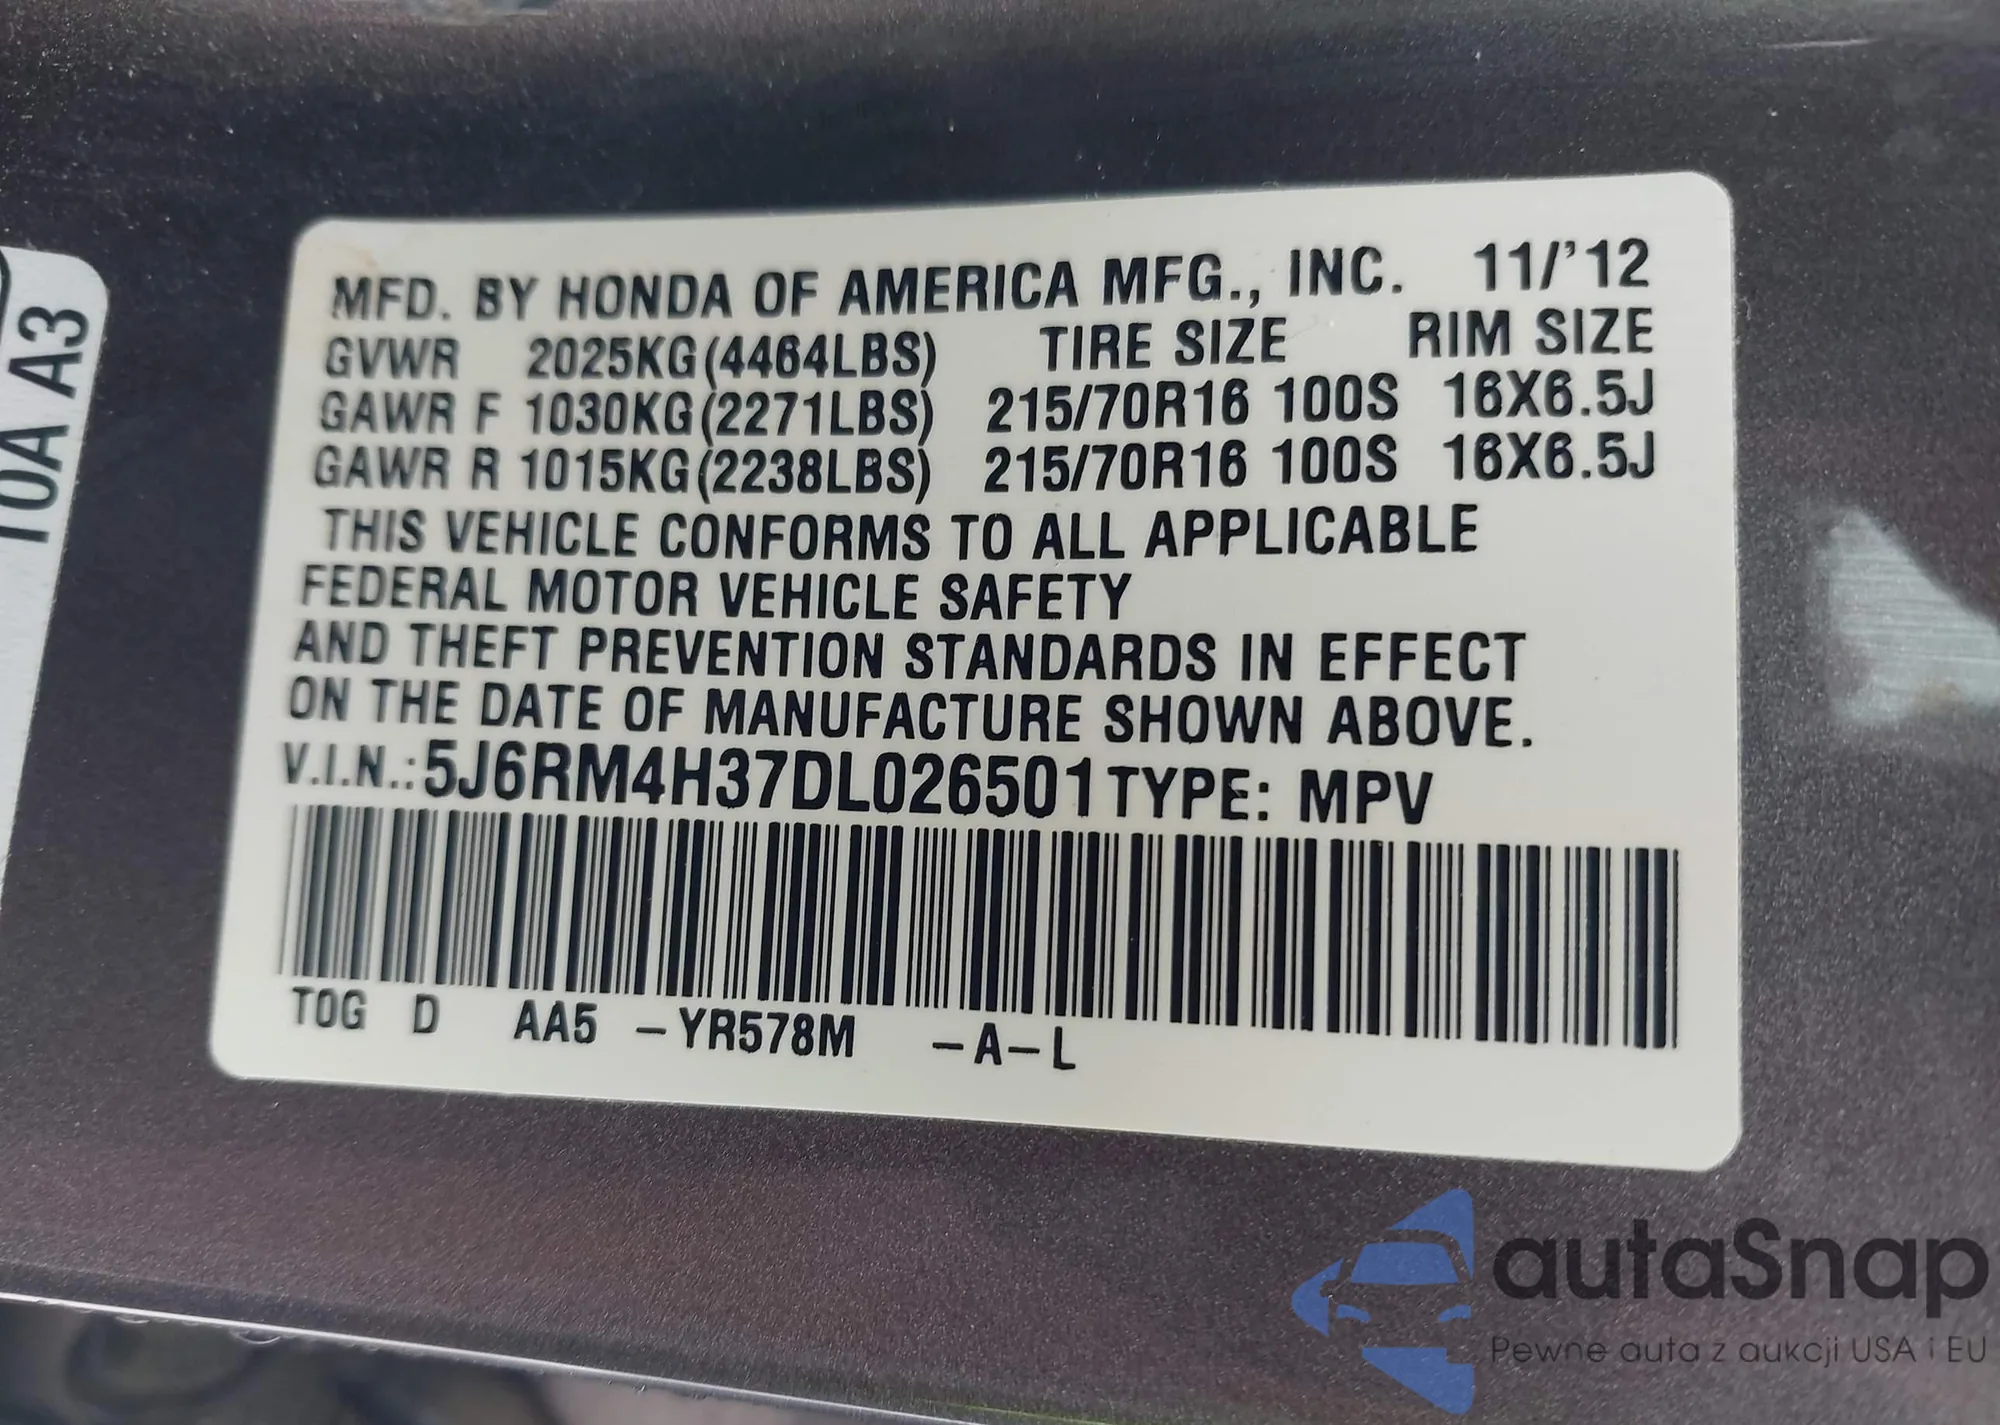 MFD. BY HONDA OF AMERICA MFG., INC. 11/'12
GVWR 2025KG(4464LBS) TIRE SIZE RIM SIZE
GAWR F 1030KG(2271LBS) 215/70R16 100S 16X6.5J
GAWR R 1015KG(2238LBS) 215/70R16 100S 16X6.5J
THIS VEHICLE CONFORMS TO ALL APPLICABLE
FEDERAL MOTOR VEHICLE SAFETY
AND THEFT PREVENTION STANDARDS IN EFFECT
ON THE DATE OF MANUFACTURE SHOWN ABOVE.
V.I.N.:5J6RM4H37DL026501 TYPE: MPV
TOG D AA5 -YR578M -A-L
T0A A3
autaSnap
Pewne auta z aukcji USA i EU